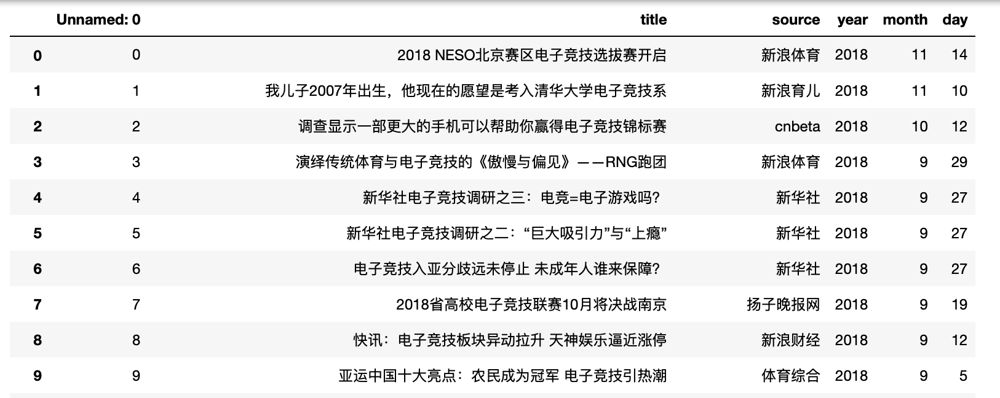 Unnamed: 0 title source year month day
0 0 2018 NESO北京赛区电子竞技选拔赛开启 新浪体育 2018 11 14
1 1 我儿子2007年出生，他现在的愿望是考入清华大学电子竞技系 新浪育儿 2018 11 10
2 2 调查显示一部更大的手机可以帮助你赢得电子竞技锦标赛 cnbeta 2018 10 12
3 3 演绎传统体育与电子竞技的《傲慢与偏见》——RNG跑团 新浪体育 2018 9 29
4 4 新华社电子竞技调研之三：电竞=电子游戏吗？ 新华社 2018 9 27
5 5 新华社电子竞技调研之二：“巨大吸引力”与“上瘾” 新华社 2018 9 27
6 6 电子竞技入亚分歧远未停止 未成年人谁来保障？ 新华社 2018 9 27
7 7 2018省高校电子竞技联赛10月将决战南京 扬子晚报网 2018 9 19
8 8 快讯：电子竞技板块异动拉升 天神娱乐逼近涨停 新浪财经 2018 9 12
9 9 亚运中国十大亮点：农民成为冠军 电子竞技引热潮 体育综合 2018 9 5